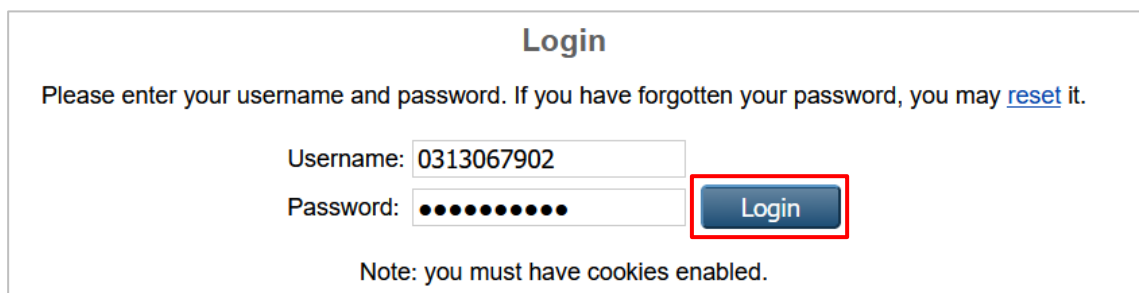 Login
Please enter your username and password. If you have forgotten your password, you may reset it.
Username: 0313067902
Password: ●●●●●●●●●● Login
Note: you must have cookies enabled.